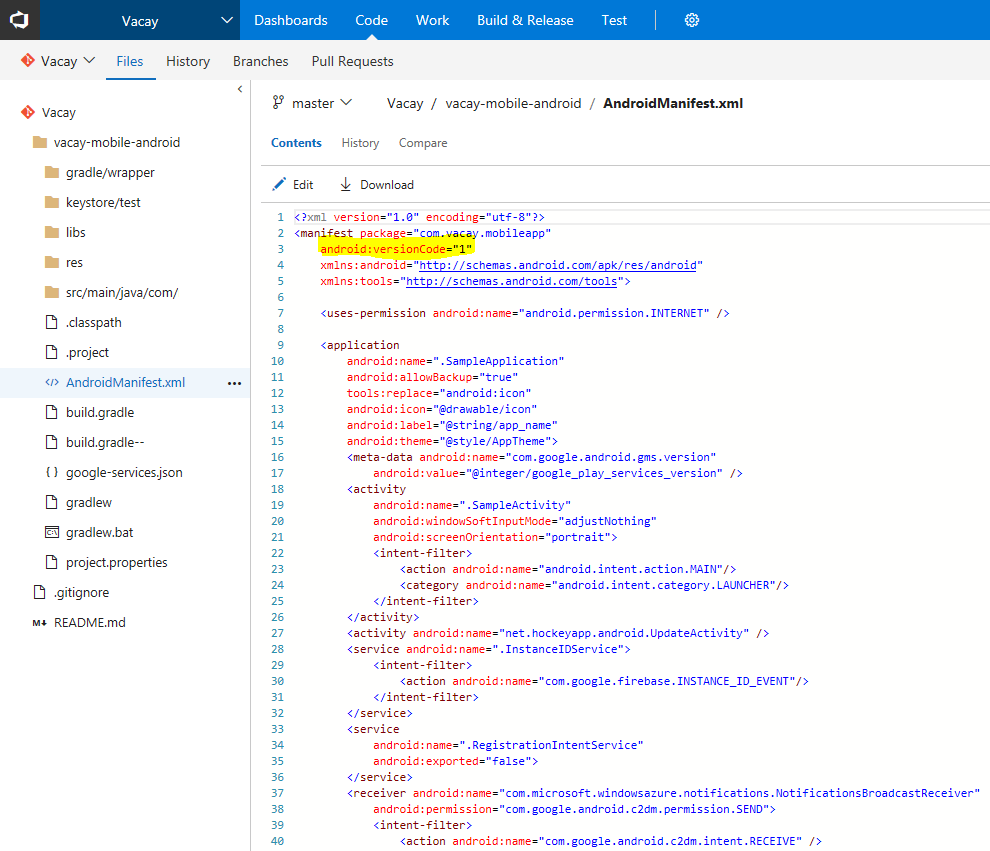 Vacay Dashboards Code Work Build & Release Test
Vacay Files History Branches Pull Requests
Vacay
vacay-mobile-android
gradle/wrapper
keystore/test
libs
res
src/main/java/com/
.classpath
.project
</> AndroidManifest.xml ...
build.gradle
build.gradle--
{ } google-services.json
gradlew
gradlew.bat
project.properties
.gitignore
M↓ README.md
master Vacay / vacay-mobile-android / AndroidManifest.xml
Contents History Compare
Edit Download
1 <?xml version="1.0" encoding="utf-8"?>
2 <manifest package="com.vacay.mobileapp"
3 android:versionCode="1"
4 xmlns:android="http://schemas.android.com/apk/res/android"
5 xmlns:tools="http://schemas.android.com/tools">
6
7 <uses-permission android:name="android.permission.INTERNET" />
8
9 <application
10 android:name=".SampleApplication"
11 android:allowBackup="true"
12 tools:replace="android:icon"
13 android:icon="@drawable/icon"
14 android:label="@string/app_name"
15 android:theme="@style/AppTheme">
16 <meta-data android:name="com.google.android.gms.version"
17 android:value="@integer/google_play_services_version" />
18 <activity
19 android:name=".SampleActivity"
20 android:windowSoftInputMode="adjustNothing"
21 android:screenOrientation="portrait">
22 <intent-filter>
23 <action android:name="android.intent.action.MAIN"/>
24 <category android:name="android.intent.category.LAUNCHER"/>
25 </intent-filter>
26 </activity>
27 <activity android:name="net.hockeyapp.android.UpdateActivity" />
28 <service android:name=".InstanceIDService">
29 <intent-filter>
30 <action android:name="com.google.firebase.INSTANCE_ID_EVENT"/>
31 </intent-filter>
32 </service>
33 <service
34 android:name=".RegistrationIntentService"
35 android:exported="false">
36 </service>
37 <receiver android:name="com.microsoft.windowsazure.notifications.NotificationsBroadcastReceiver"
38 android:permission="com.google.android.c2dm.permission.SEND">
39 <intent-filter>
40 <action android:name="com.google.android.c2dm.intent.RECEIVE" />